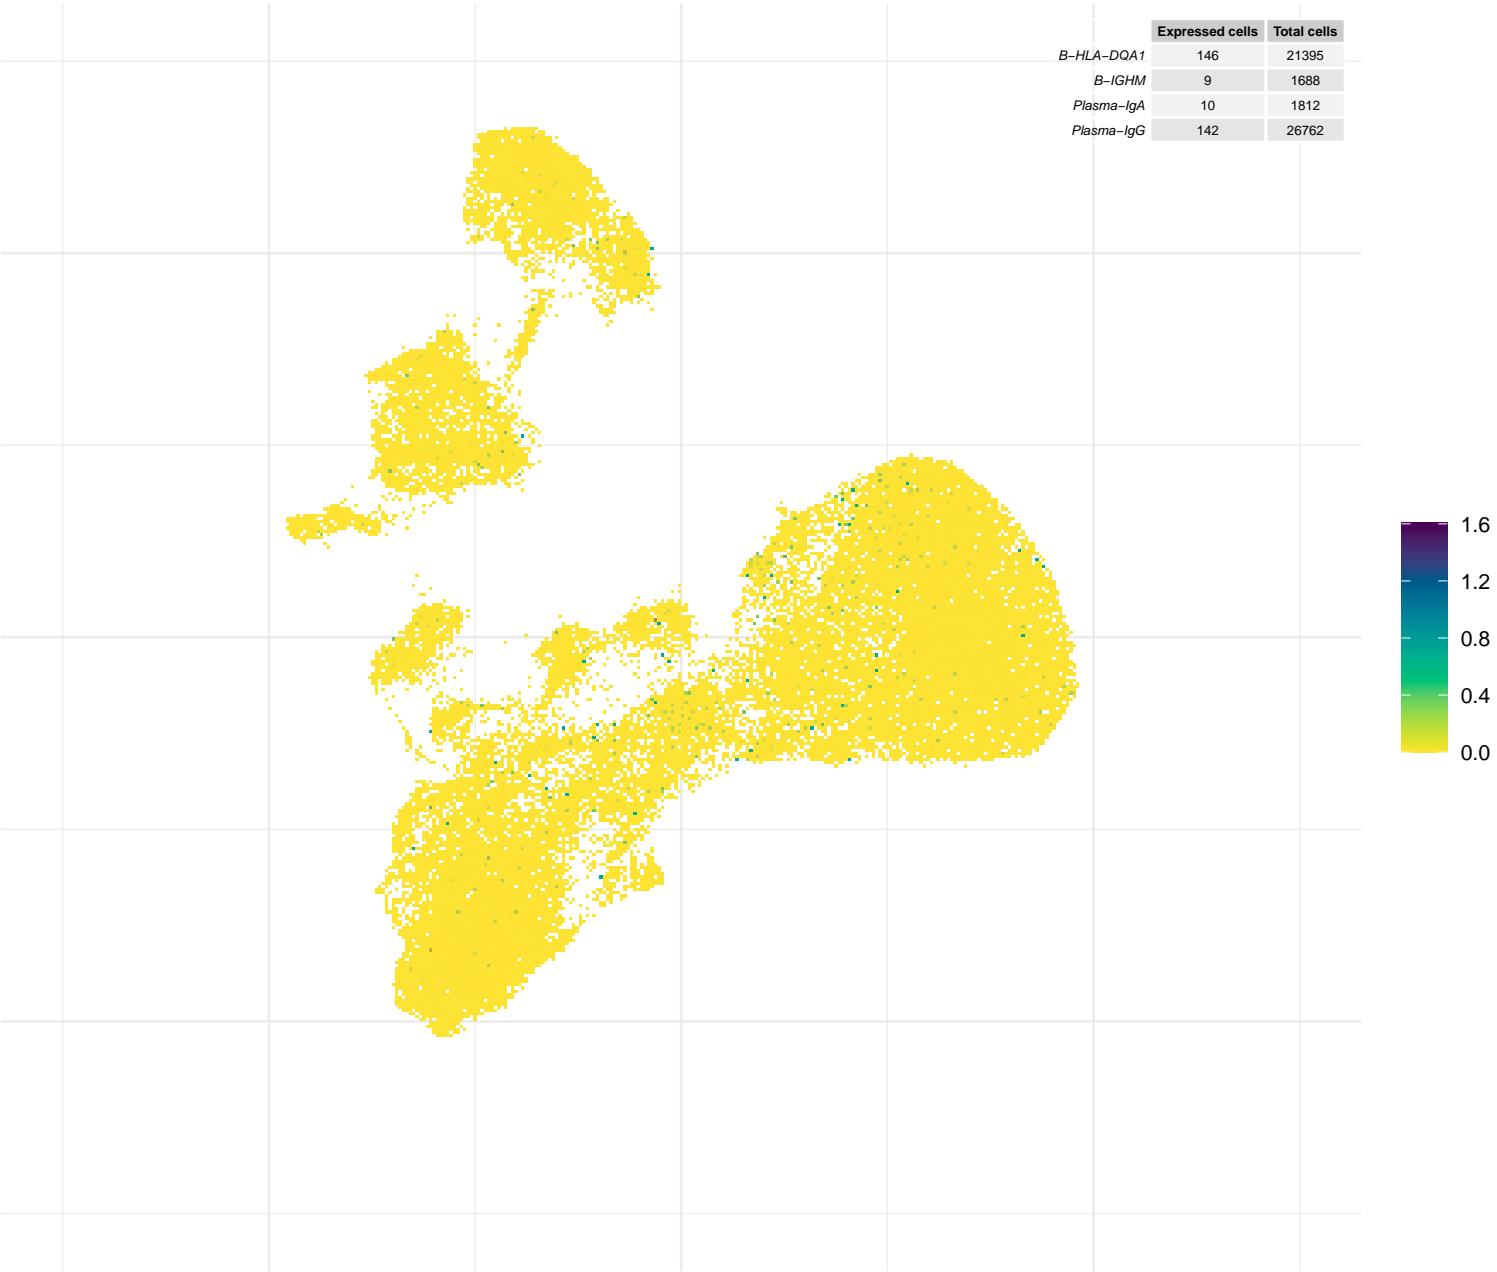 Expressed cells Total cells
B−HLA−DQA1 146 21395
B−IGHM 9 1688
Plasma−IgA 10 1812
Plasma−IgG 142 26762
1.6
1.2
0.8
0.4
0.0